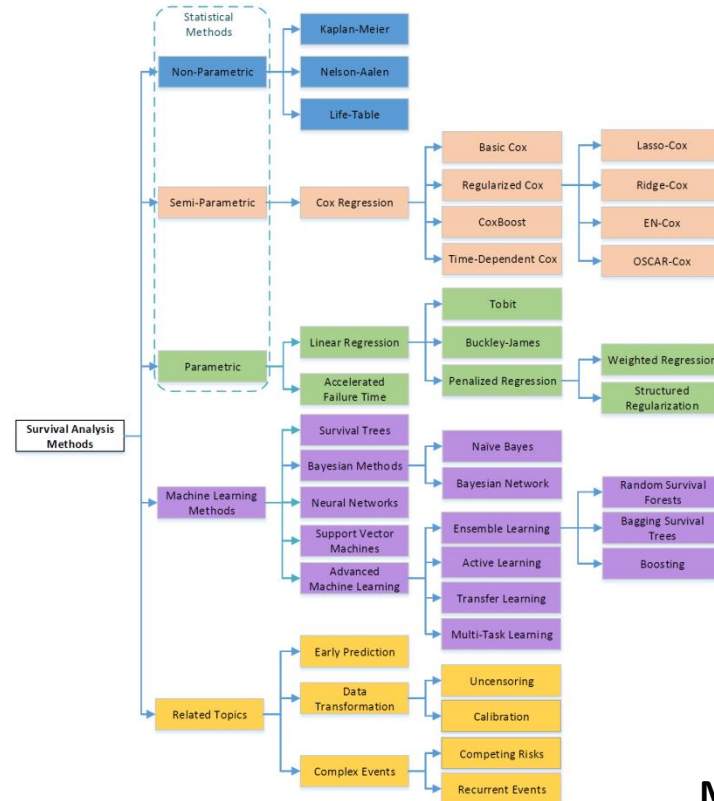 Statistical
Methods
Kaplan-Meier
Non-Parametric
Nelson-Aalen
Life-Table
Basic Cox
Lasso-Cox
Semi-Parametric
Cox Regression
Regularized Cox
Ridge-Cox
CoxBoost
EN-Cox
Time-Dependent Cox
OSCAR-Cox
Tobit
Linear Regression
Buckley-James
Weighted Regression
Parametric
Accelerated
Failure Time
Penalized Regression
Structured
Regularization
Survival Analysis
Methods
Survival Trees
Naïve Bayes
Bayesian Methods
Bayesian Network
Random Survival
Forests
Machine Learning
Methods
Neural Networks
Ensemble Learning
Bagging Survival
Trees
Support Vector
Machines
Active Learning
Boosting
Advanced
Machine Learning
Transfer Learning
Multi-Task Learning
Early Prediction
Uncensoring
Related Topics
Data
Transformation
Calibration
Complex Events
Competing Risks
Recurrent Events